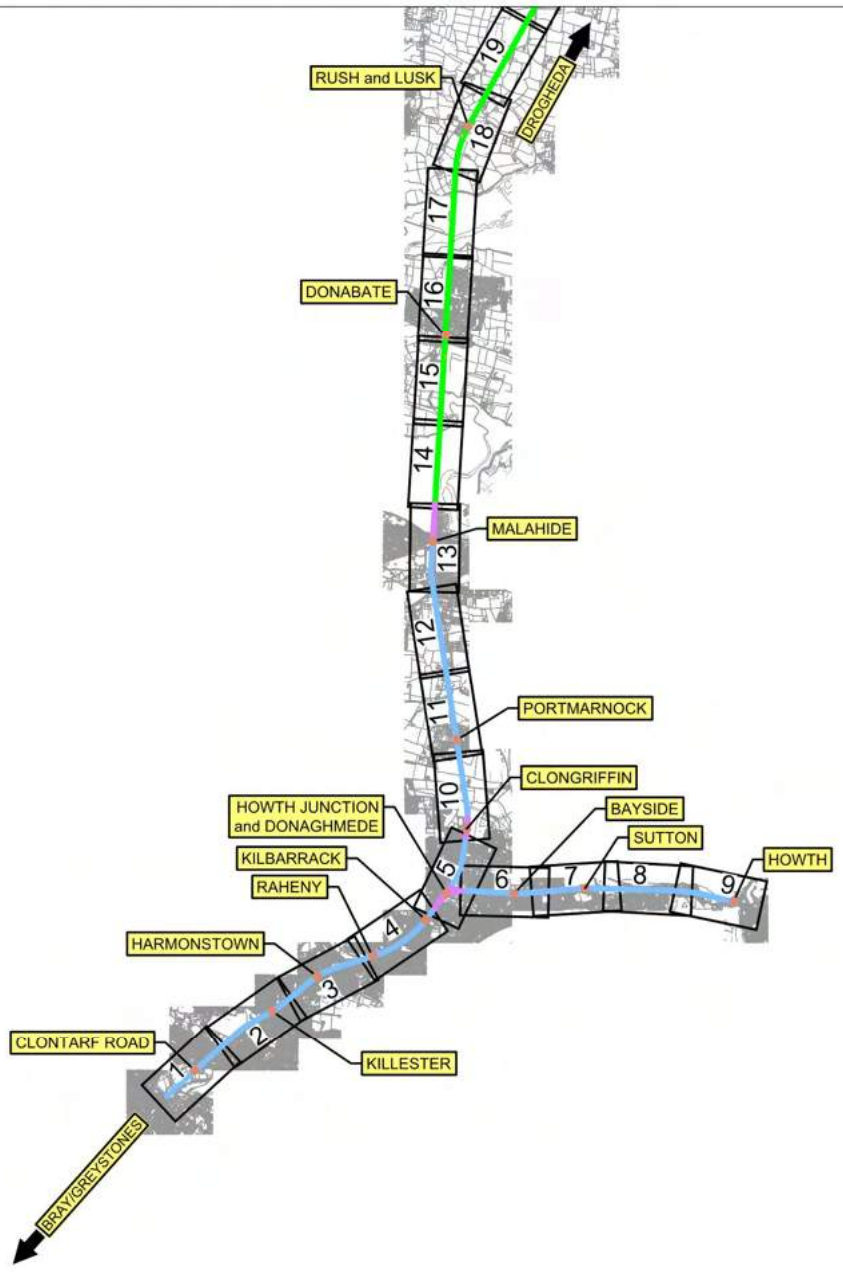 19
RUSH and LUSK
DROGHEDA
18
17
DONABATE
16
15
14
MALAHIDE
13
12
PORTMARNOCK
11
CLONGRIFFIN
10
HOWTH JUNCTION
and DONAGHMEDE
BAYSIDE
SUTTON
KILBARRACK
HOWTH
5
6
7
8
9
RAHENY
4
HARMONSTOWN
3
2
CLONTARF ROAD
1
KILLESTER
BRAY/GREYSTONES